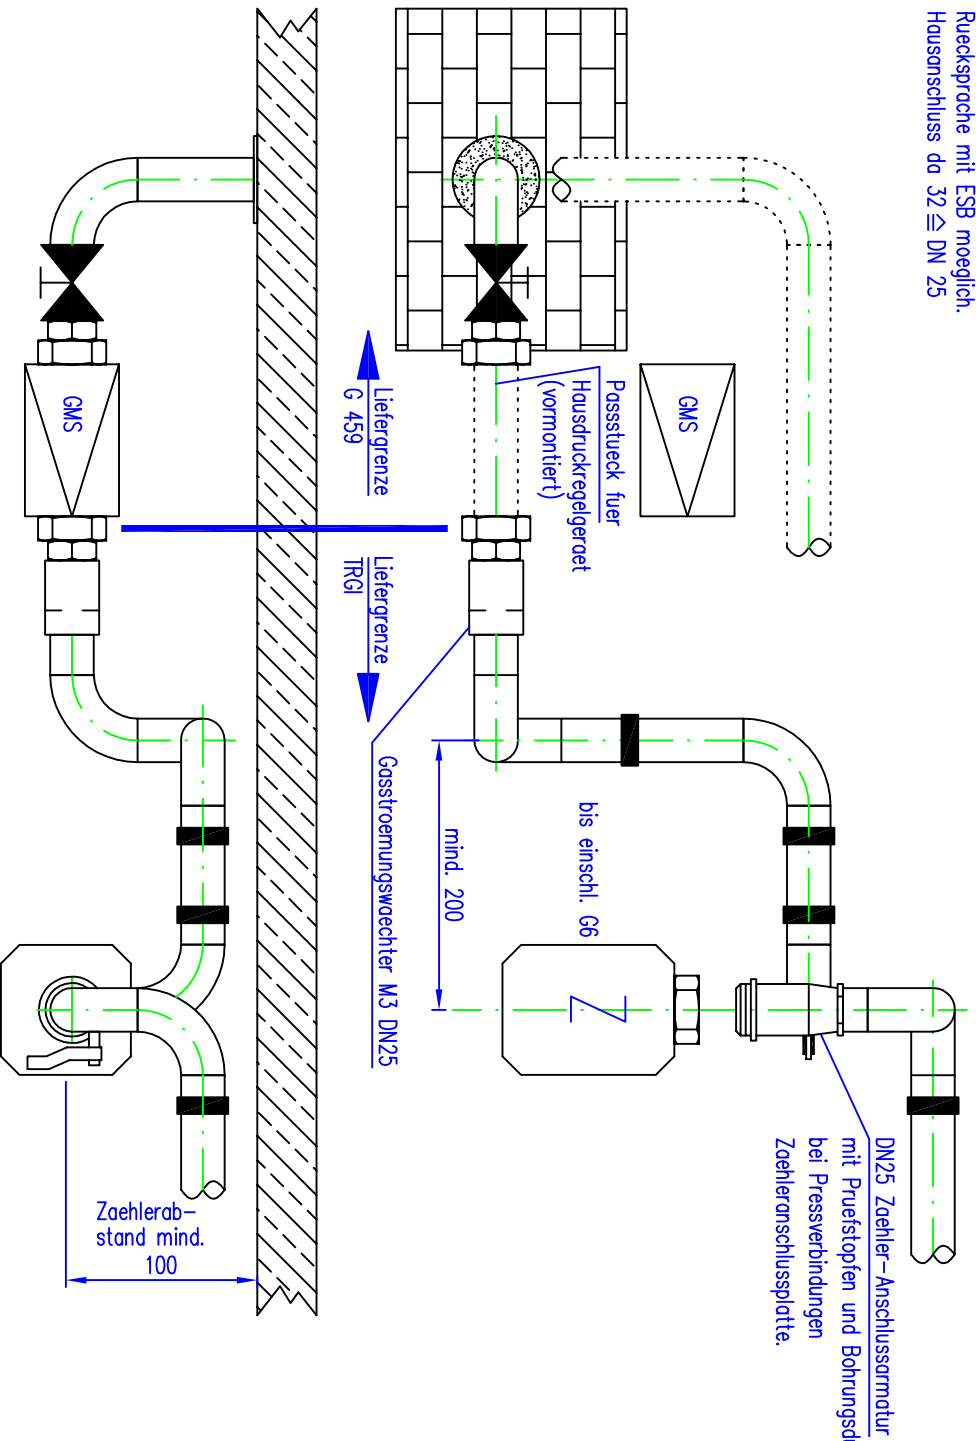 Ruecksprache mit ESB moeglich.
Hausanschluss da 32 ≙ DN 25
GMS
Passstueck fuer
Hausdruckregelgeraet
(vormontiert)
Liefergrenze
G 459
Liefergrenze
TRGI
GMS
Gasstroemungswaechter M3 DN25
mind. 200
bis einschl. G6
DN25 Zaehler-Anschlussarmatur
mit Pruefstopfen und
bei Pressverbindungen
Zaehleranschlussplatte.
Zaehlerab-
stand mind.
100